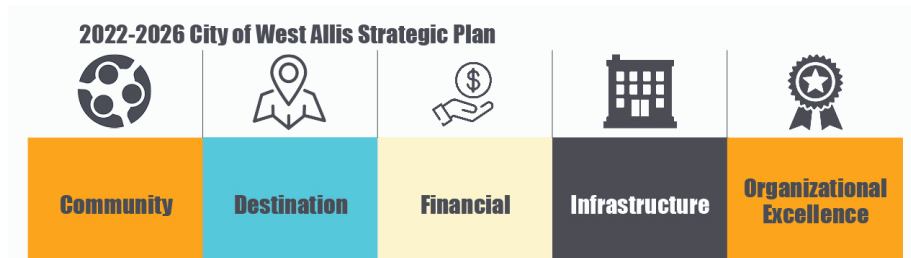 2022-2026 City of West Allis Strategic Plan
$
Community
Destination
Financial
Infrastructure
Organizational
Excellence